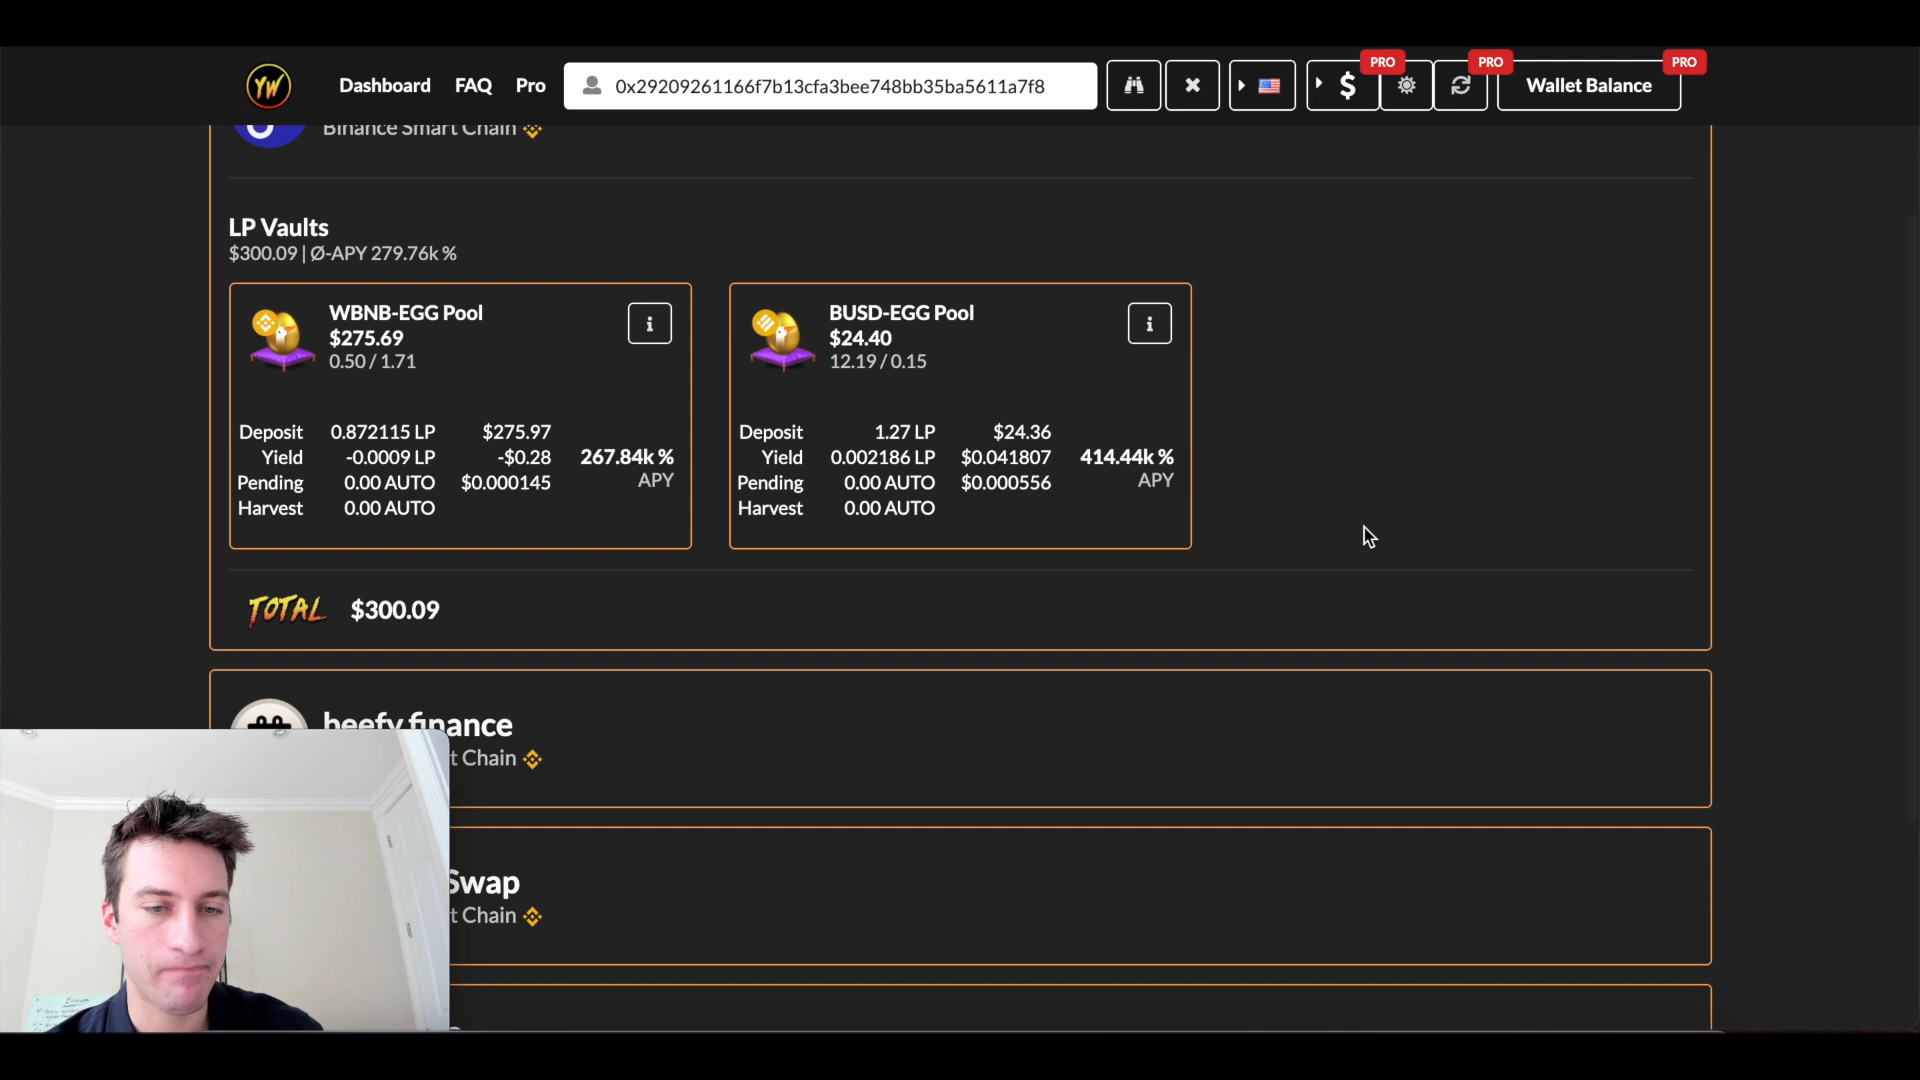 YW
Dashboard FAQ Pro 0x29209261166f7b13cfa3bee748bb35ba5611a7f8 $ PRO PRO Wallet Balance PRO
Binance Smart Chain
LP Vaults
$300.09 | Ø-APY 279.76k %
WBNB-EGG Pool
$275.69
0.50 / 1.71
i
Deposit 0.872115 LP $275.97
Yield -0.0009 LP -$0.28 267.84k %
Pending 0.00 AUTO $0.000145 APY
Harvest 0.00 AUTO
BUSD-EGG Pool
$24.40
12.19 / 0.15
i
Deposit 1.27 LP $24.36
Yield 0.002186 LP $0.041807 414.44k %
Pending 0.00 AUTO $0.000556 APY
Harvest 0.00 AUTO
TOTAL $300.09
beefy.finance
t Chain
Swap
t Chain